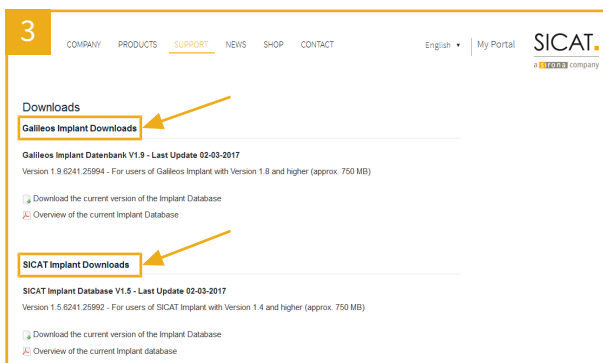 3
COMPANY PRODUCTS SUPPORT NEWS SHOP CONTACT English My Portal
SICAT.
a sirona company
Downloads
Galileos Implant Downloads
Galileos Implant Datenbank V1.9 - Last Update 02-03-2017
Version 1.9.6241.25994 - For users of Galileos Implant with Version 1.8 and higher (approx. 750 MB)
Download the current version of the Implant Database
Overview of the current Implant Database
SICAT Implant Downloads
SICAT Implant Database V1.5 - Last Update 02-03-2017
Version 1.5.6241.25992 - For users of SICAT Implant with Version 1.4 and higher (approx. 750 MB)
Download the current version of the Implant Database
Overview of the current Implant database